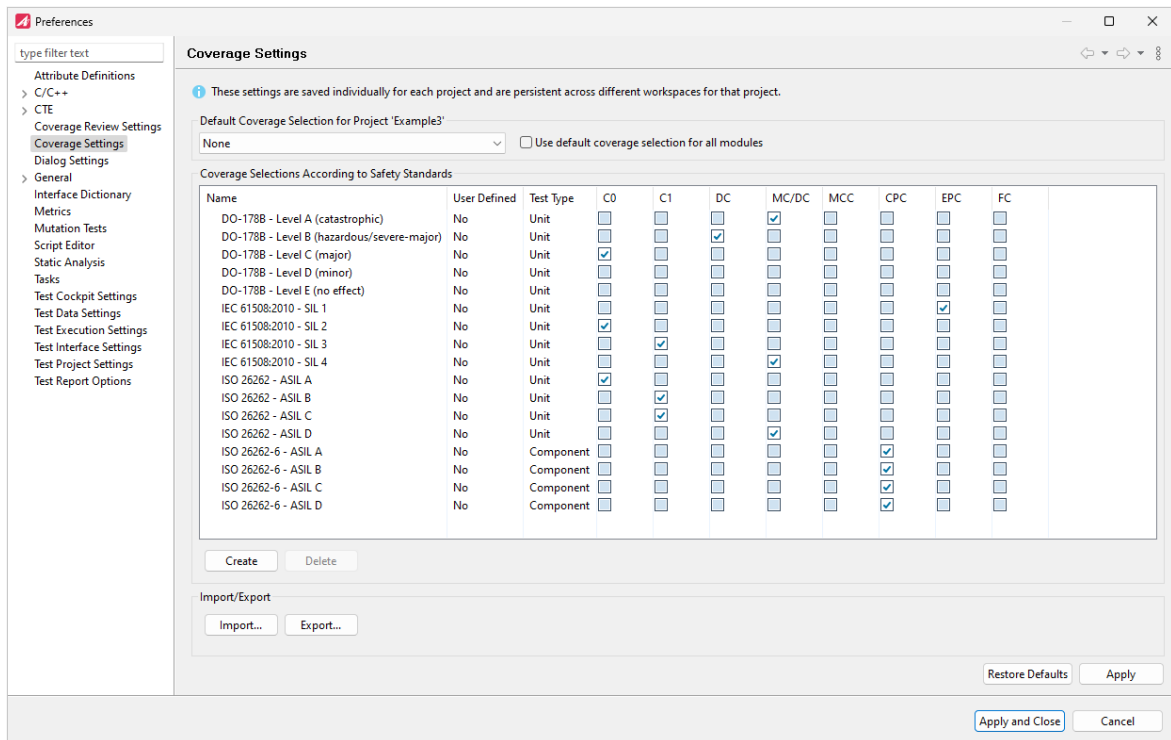 Preferences
type filter text
Attribute Definitions
C/C++
CTE
Coverage Review Settings
Coverage Settings
Dialog Settings
General
Interface Dictionary
Metrics
Mutation Tests
Script Editor
Static Analysis
Tasks
Test Cockpit Settings
Test Data Settings
Test Execution Settings
Test Interface Settings
Test Project Settings
Test Report Options
Coverage Settings
These settings are saved individually for each project and are persistent across different workspaces for that project.
Default Coverage Selection for Project 'Example3'
None Use default coverage selection for all modules
Coverage Selections According to Safety Standards
Name User Defined Test Type C0 C1 DC MC/DC MCC CPC EPC FC
DO-178B - Level A (catastrophic) No Unit
DO-178B - Level B (hazardous/severe-major) No Unit
DO-178B - Level C (major) No Unit
DO-178B - Level D (minor) No Unit
DO-178B - Level E (no effect) No Unit
IEC 61508:2010 - SIL 1 No Unit
IEC 61508:2010 - SIL 2 No Unit
IEC 61508:2010 - SIL 3 No Unit
IEC 61508:2010 - SIL 4 No Unit
ISO 26262 - ASIL A No Unit
ISO 26262 - ASIL B No Unit
ISO 26262 - ASIL C No Unit
ISO 26262 - ASIL D No Unit
ISO 26262-6 - ASIL A No Component
ISO 26262-6 - ASIL B No Component
ISO 26262-6 - ASIL C No Component
ISO 26262-6 - ASIL D No Component
Create Delete
Import/Export
Import... Export...
Restore Defaults Apply
Apply and Close Cancel